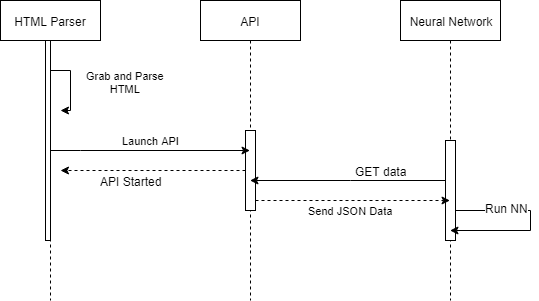 HTML Parser
API
Neural Network
Grab and Parse
HTML
Launch API
API Started
GET data
Send JSON Data
Run NN